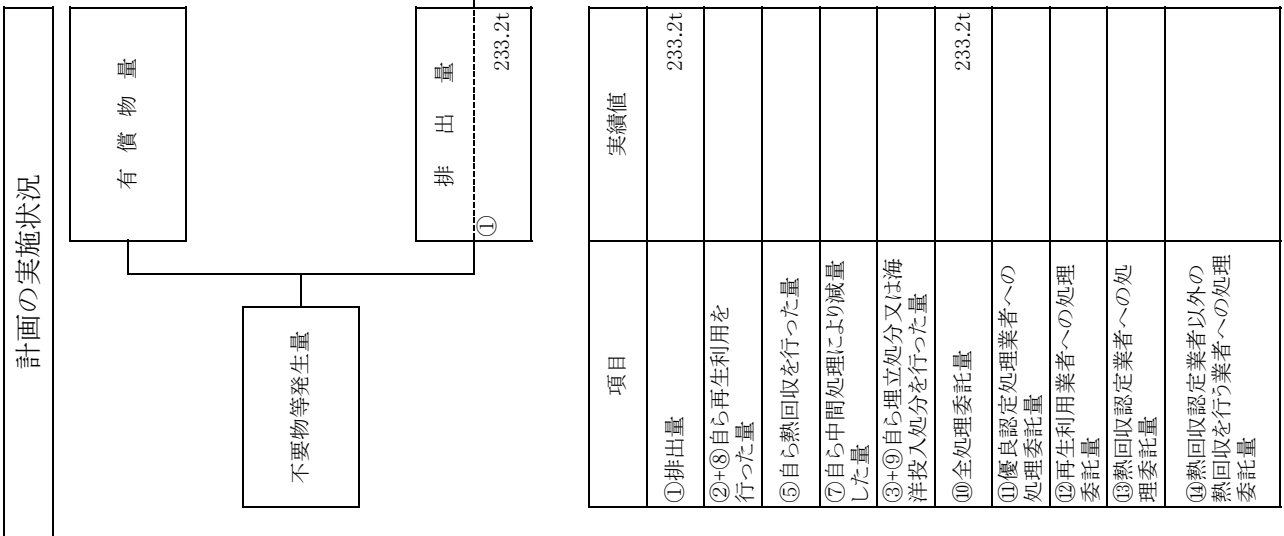 計画の実施状況
有 償 物 量
不要物等発生量
排 出 量
①
233.2t
項目
実績値
①排出量
233.2t
②+⑧自ら再生利用を
行った量
⑤自ら熱回収を行った量
⑦自ら中間処理により減量
した量
③+⑨自ら埋立処分又は海
洋投入処分を行った量
⑩全処理委託量
233.2t
⑪優良認定処理業者への
処理委託量
⑫再生利用業者への処理
委託量
⑬熱回収認定業者への処
理委託量
⑭熱回収認定業者以外の
熱回収を行う業者への処理
委託量